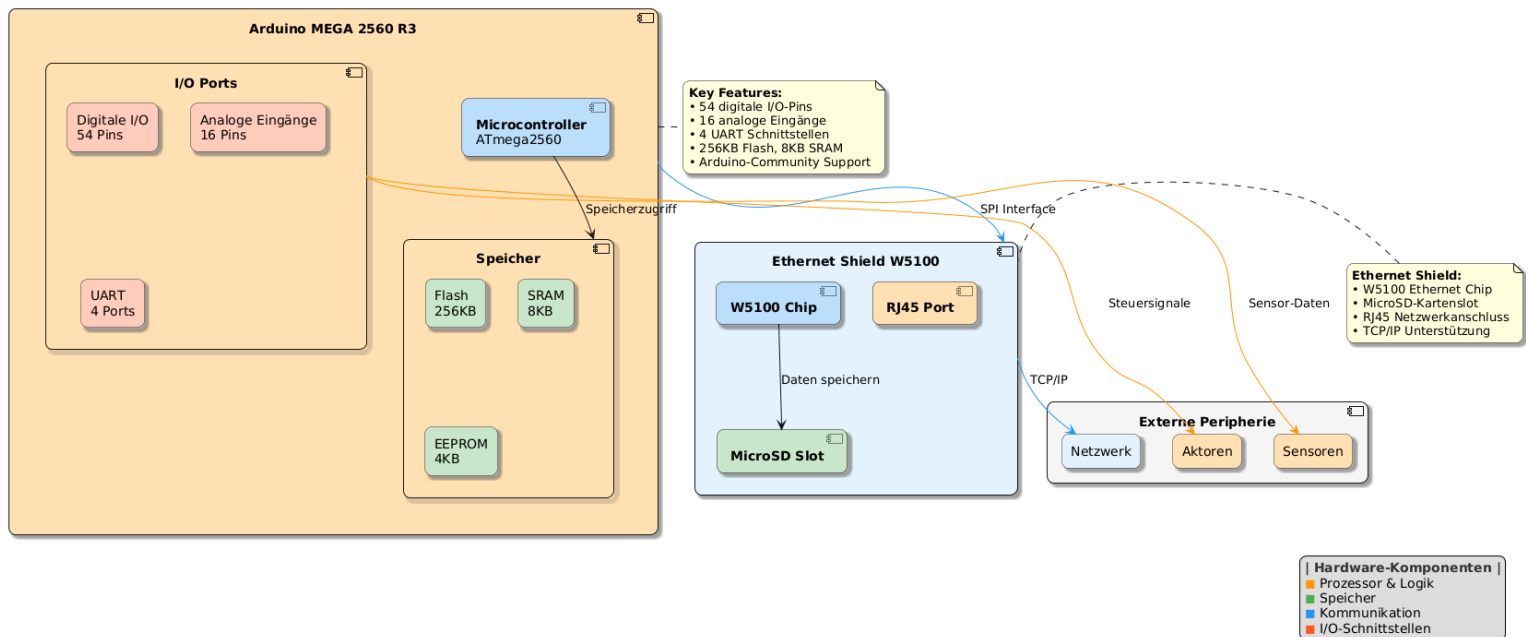 Arduino MEGA 2560 R3
I/O Ports
Digitale I/O
54 Pins
Analoge Eingänge
16 Pins
UART
4 Ports
Microcontroller
ATmega2560
Speicherzugriff
Speicher
Flash
256KB
SRAM
8KB
EEPROM
4KB
Key Features:
• 54 digitale I/O-Pins
• 16 analoge Eingänge
• 4 UART Schnittstellen
• 256KB Flash, 8KB SRAM
• Arduino-Community Support
SPI Interface
Ethernet Shield W5100
W5100 Chip
RJ45 Port
Daten speichern
MicroSD Slot
TCP/IP
Steuersignale
Sensor-Daten
Ethernet Shield:
• W5100 Ethernet Chip
• MicroSD-Kartenslot
• RJ45 Netzwerkanschluss
• TCP/IP Unterstützung
Externe Peripherie
Netzwerk
Aktoren
Sensoren
| Hardware-Komponenten |
Prozessor & Logik
Speicher
Kommunikation
I/O-Schnittstellen